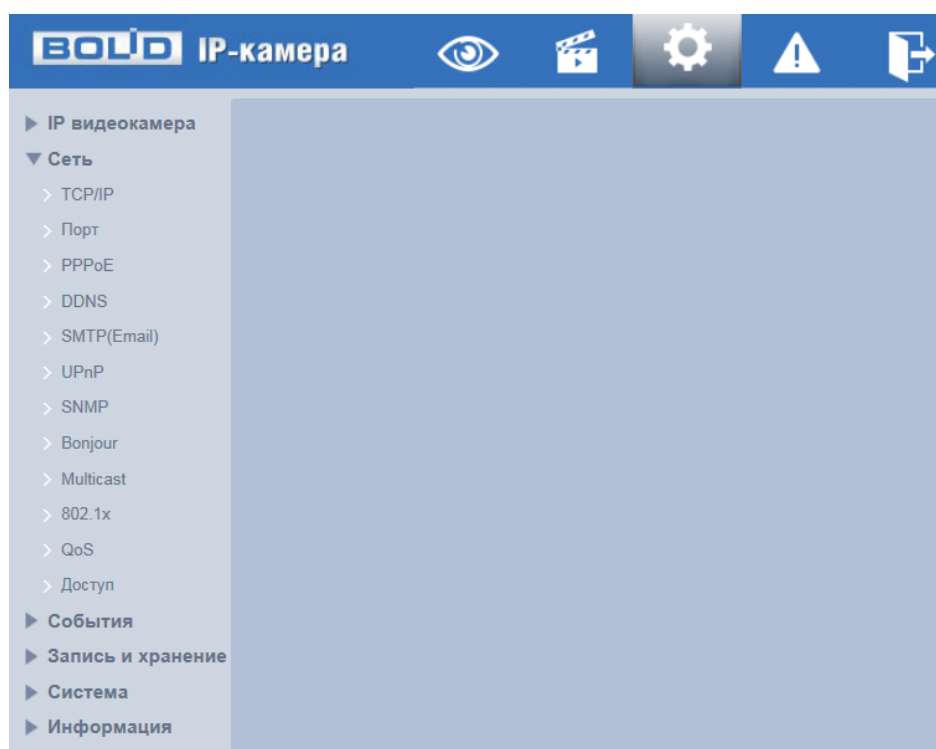 BOLID IP-камера
IP видеокамера
Сеть
TCP/IP
Порт
PPPoE
DDNS
SMTP(Email)
UPnP
SNMP
Bonjour
Multicast
802.1x
QoS
Доступ
События
Запись и хранение
Система
Информация